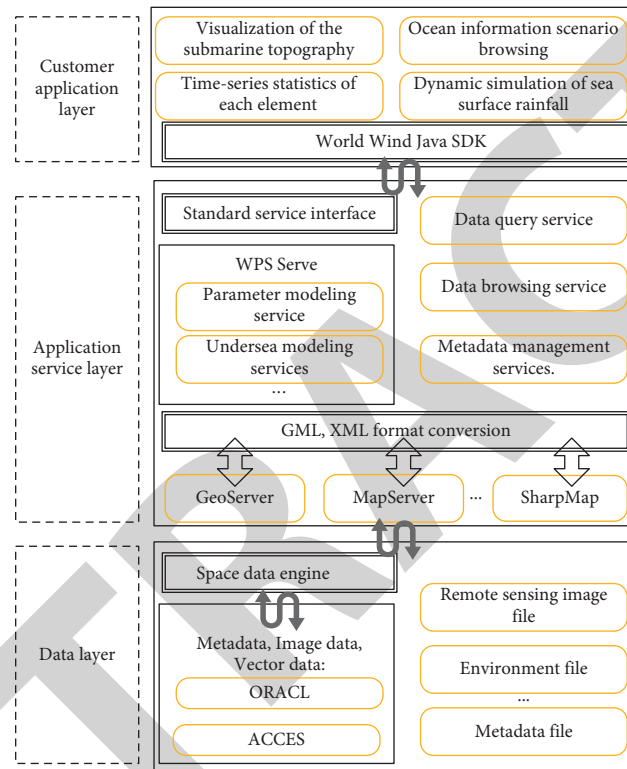 Customer
application
layer
Visualization of the
submarine topography
Ocean information scenario
browsing
Time-series statistics of
each element
Dynamic simulation of sea
surface rainfall
World Wind Java SDK
Application
service layer
Standard service interface
WPS Serve
Parameter modeling
service
Undersea modeling
services
...
Data query service
Data browsing service
Metadata management
services.
GML, XML format conversion
GeoServer
MapServer
...
SharpMap
Data layer
Space data engine
Metadata, Image data,
Vector data:
ORACL
ACCES
Remote sensing image
file
Environment file
...
Metadata file
TRACT